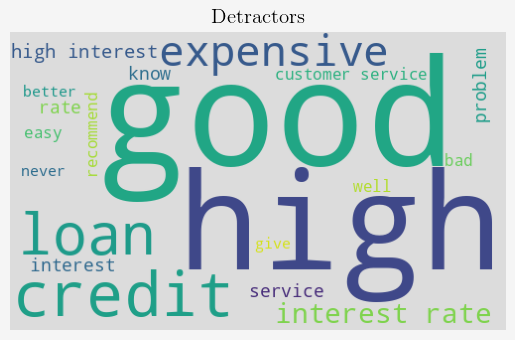 Detractors
high interest
expensive
know
customer service
problem
better
rate
recommend
good
easy
bad
never
high
well
loan
give
interest
credit
service
interest rate